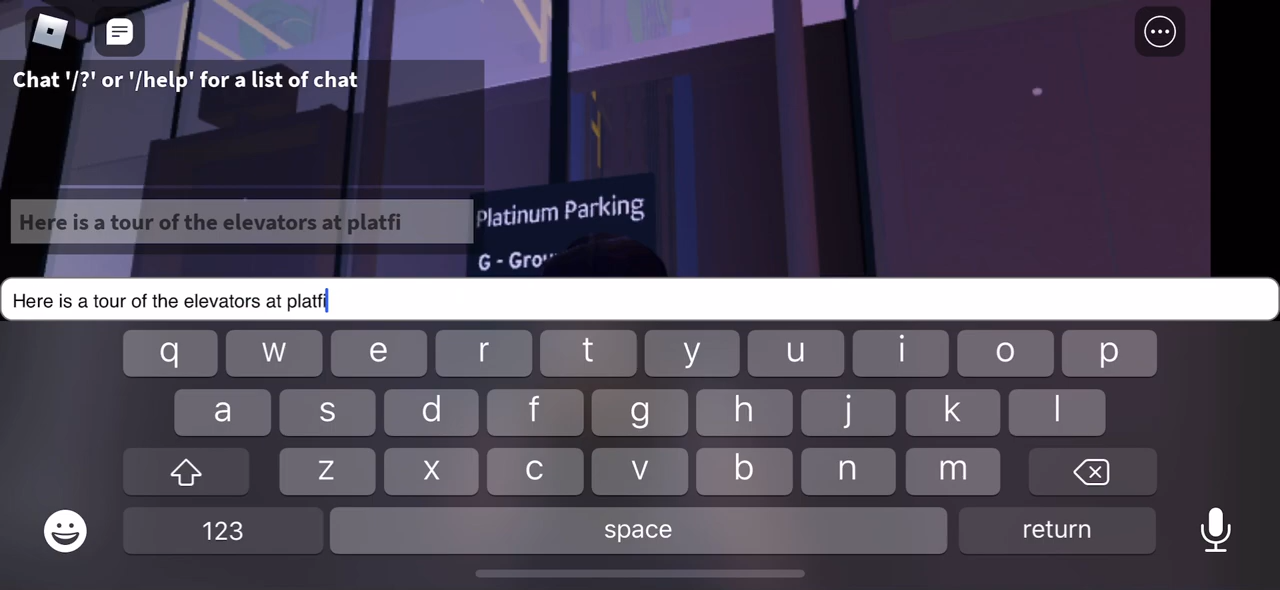 Chat '/?' or '/help' for a list of chat
Here is a tour of the elevators at platfi
Platinum Parking
G -
Here is a tour of the elevators at platfi
q w e r t y u i o p
a s d f g h j k l
z x c v b n m
123 space return